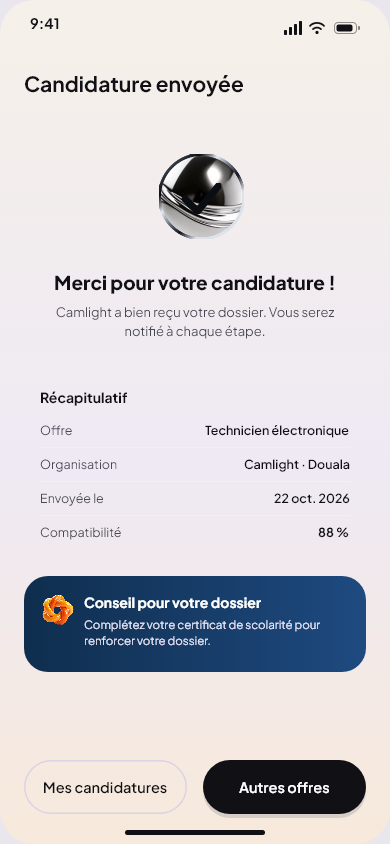 9:41
Candidature envoyée
Merci pour votre candidature !
Camlight a bien reçu votre dossier. Vous serez
notifié à chaque étape.
Récapitulatif
Offre Technicien électronique
Organisation Camlight · Douala
Envoyée le 22 oct. 2026
Compatibilité 88 %
Conseil pour votre dossier
Complétez votre certificat de scolarité pour
renforcer votre dossier.
Mes candidatures Autres offres